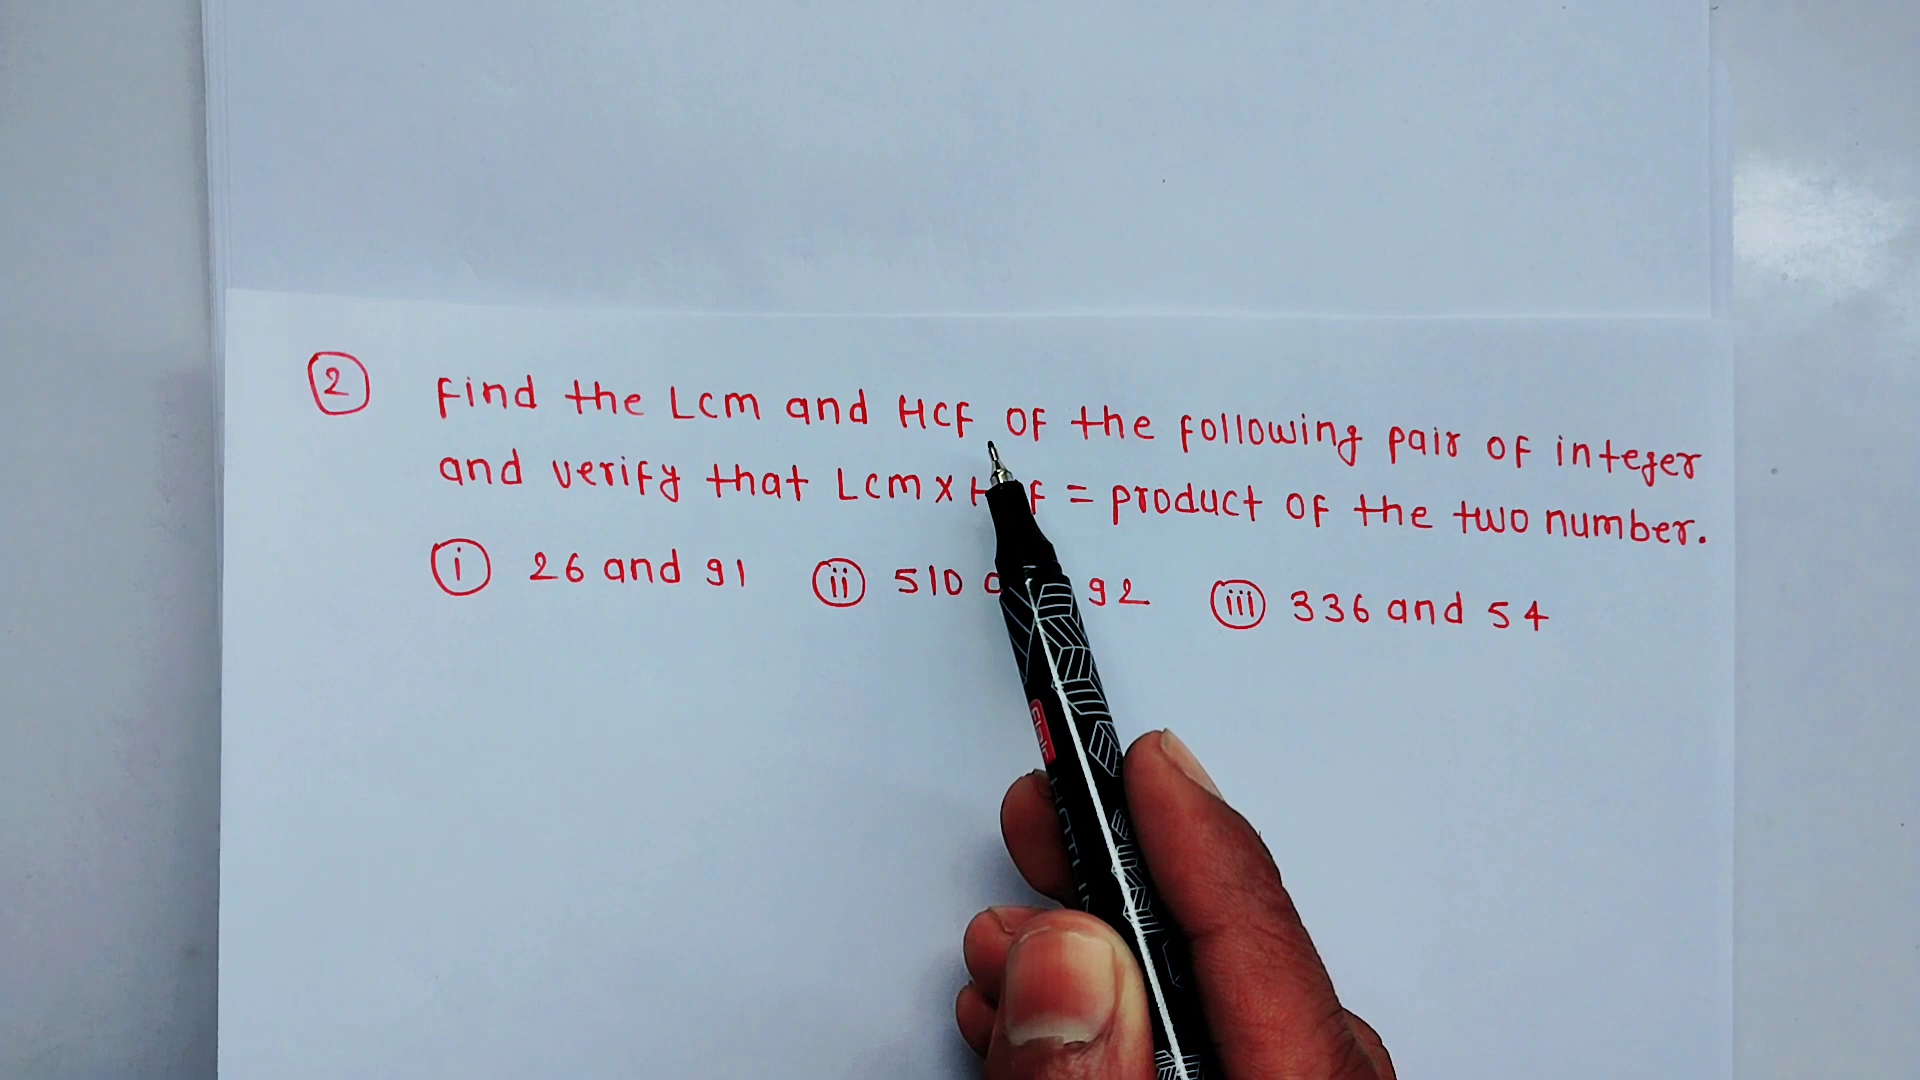 2 Find the Lcm and HCF of the following pair of integer
and verify that Lcm x = product of the two number.
i 26 and 91 ii 510 92 iii 336 and 54
Flair